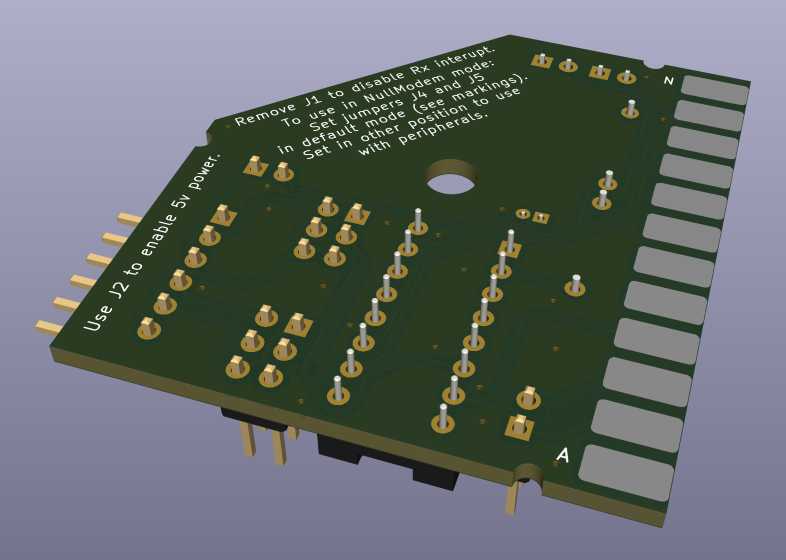 Remove J1 to disable Rx interupt.
To use in NullModem mode:
Set jumpers J4 and J5
in default mode (see markings).
Set in other position to use
with peripherals.
Use J2 to enable 5v power.
N
A